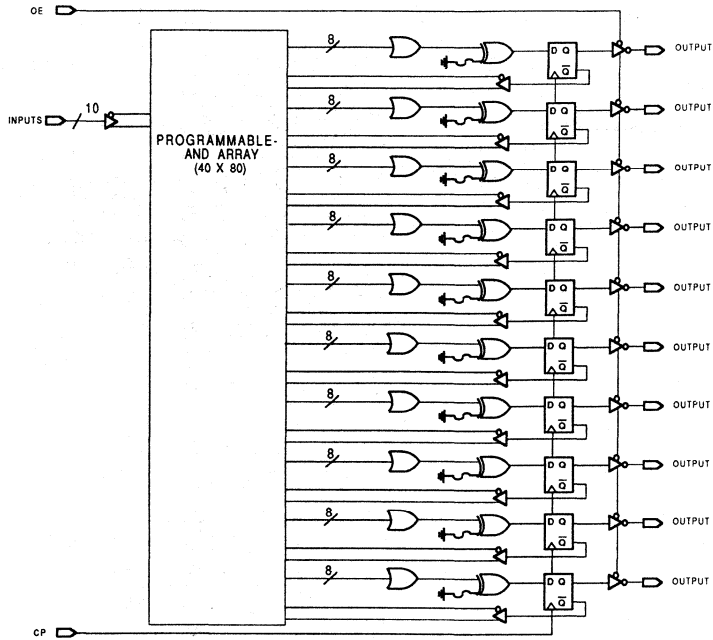 OE
8
D Q
Q
OUTPUT
INPUTS
10
PROGRAMMABLE-
AND ARRAY
(40 X 80)
8
D Q
Q
OUTPUT
8
D Q
Q
OUTPUT
8
D Q
Q
OUTPUT
8
D Q
Q
OUTPUT
8
D Q
Q
OUTPUT
8
D Q
Q
OUTPUT
8
D Q
Q
OUTPUT
8
D Q
Q
OUTPUT
8
D Q
Q
OUTPUT
CP